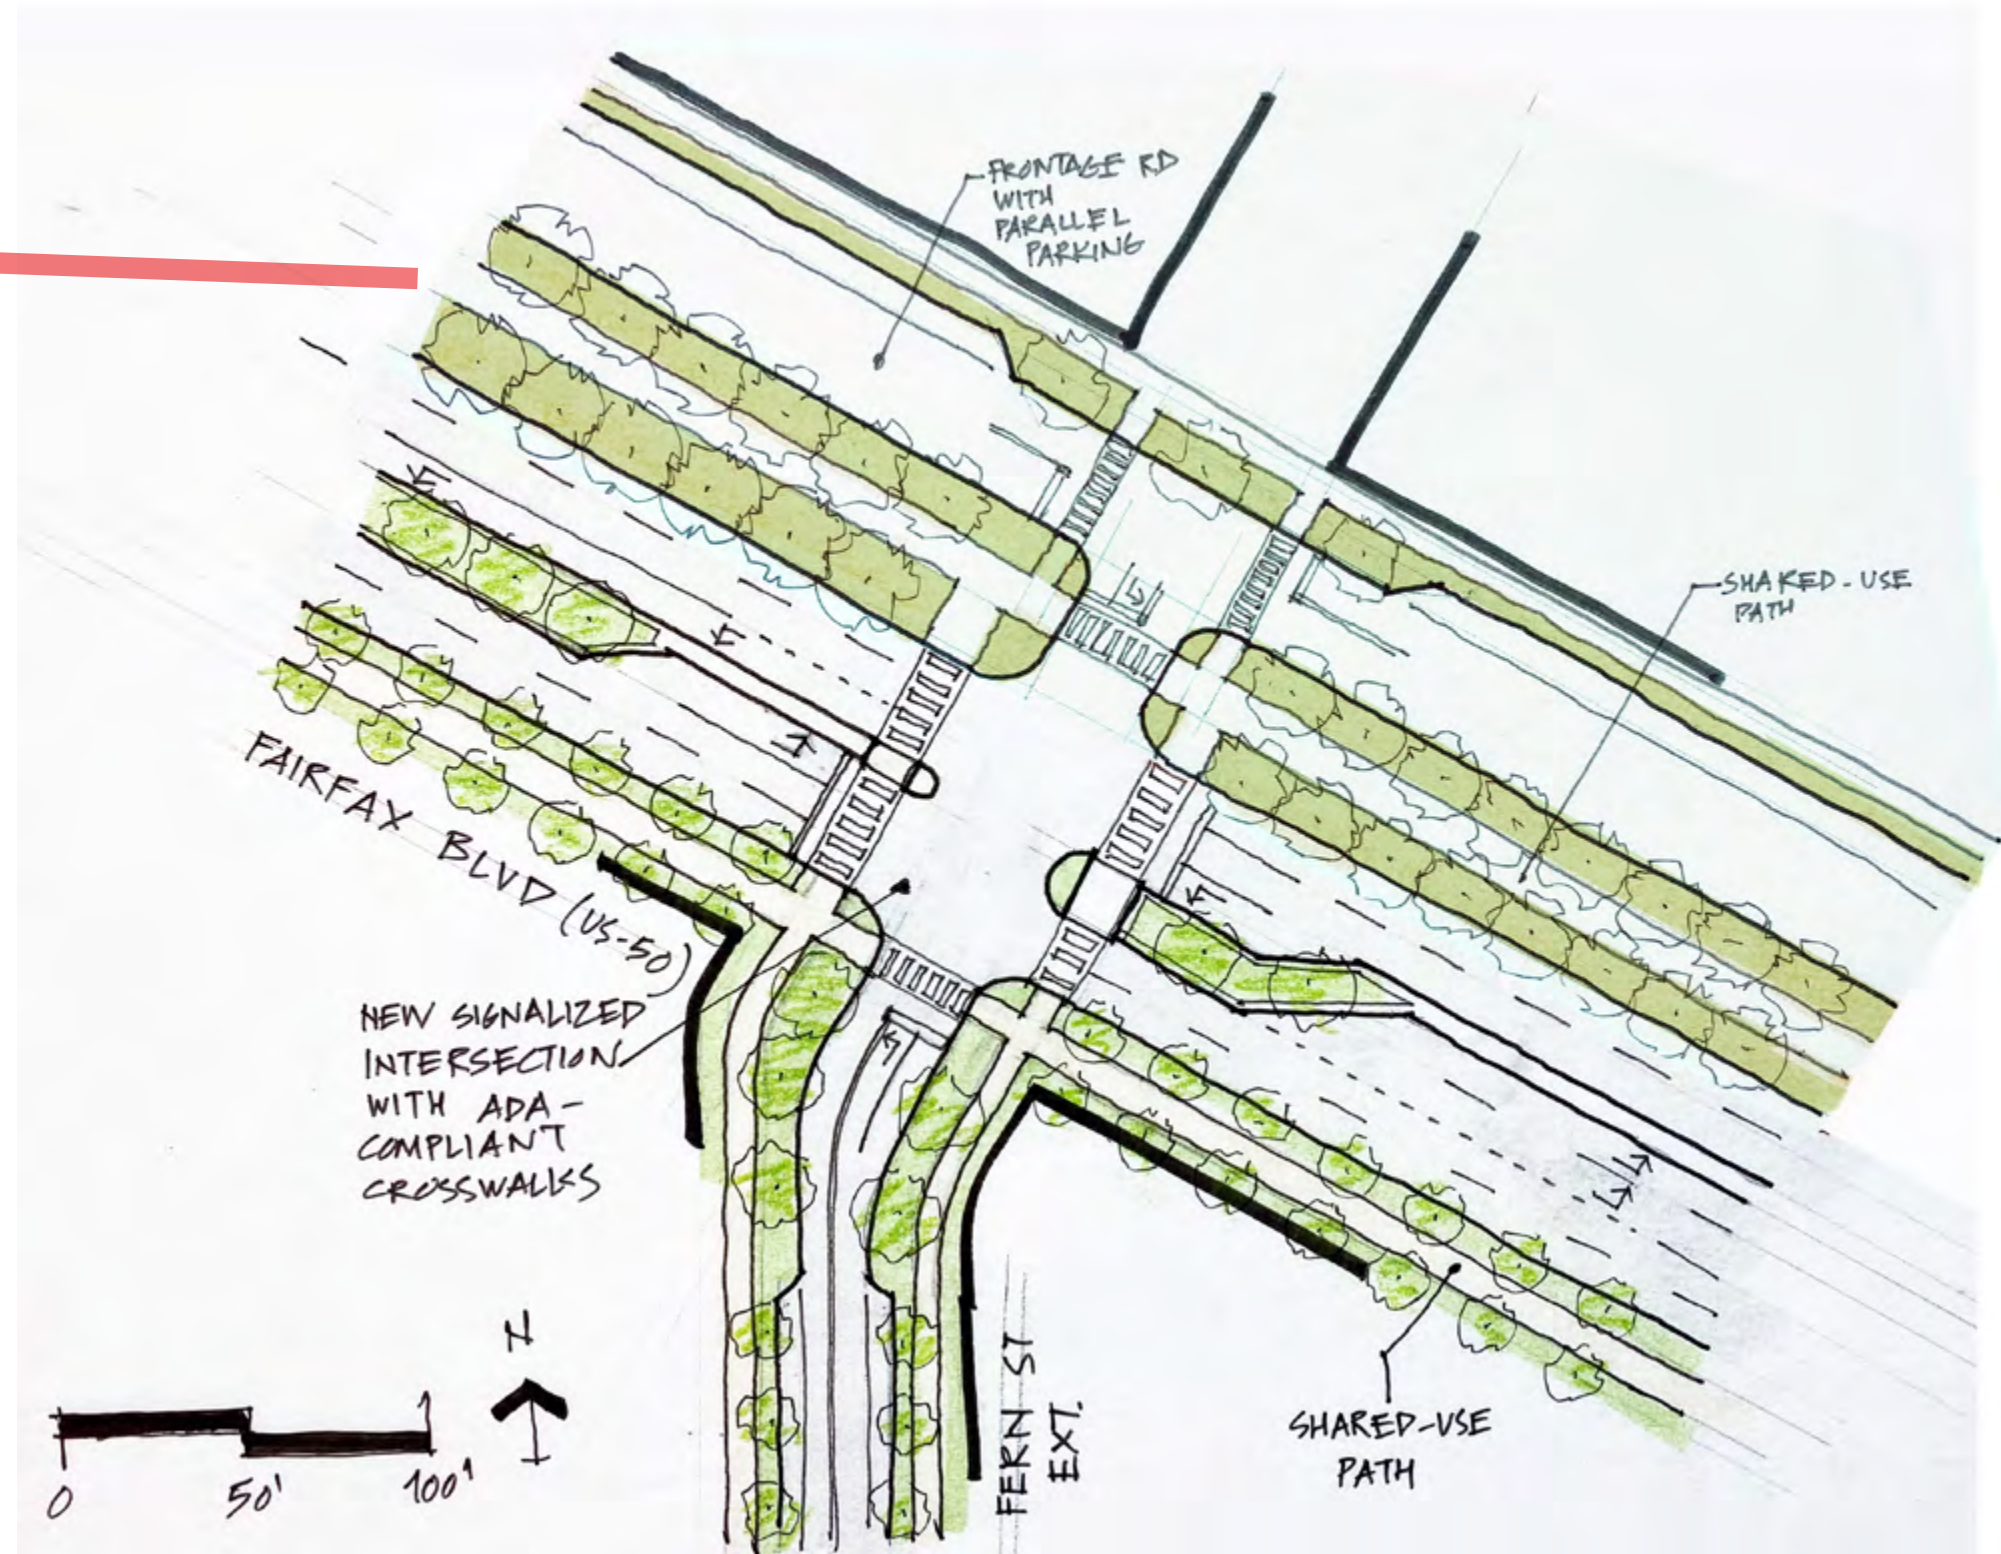 FRONTAGE RD
WITH
PARALLEL
PARKING
SHARED-USE
PATH
FAIRFAX BLVD (US-50)
NEW SIGNALIZED
INTERSECTION
WITH ADA-
COMPLIANT
CROSSWALKS
N
0 50' 100'
FERN ST
EXT.
SHARED-USE
PATH